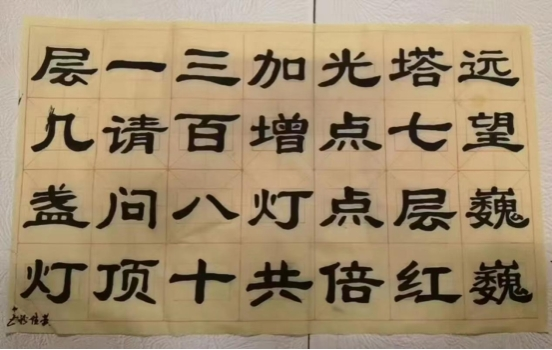 远望巍巍
塔七层红
光点点倍
加增灯共
三百八十
一请问顶
层几盏灯